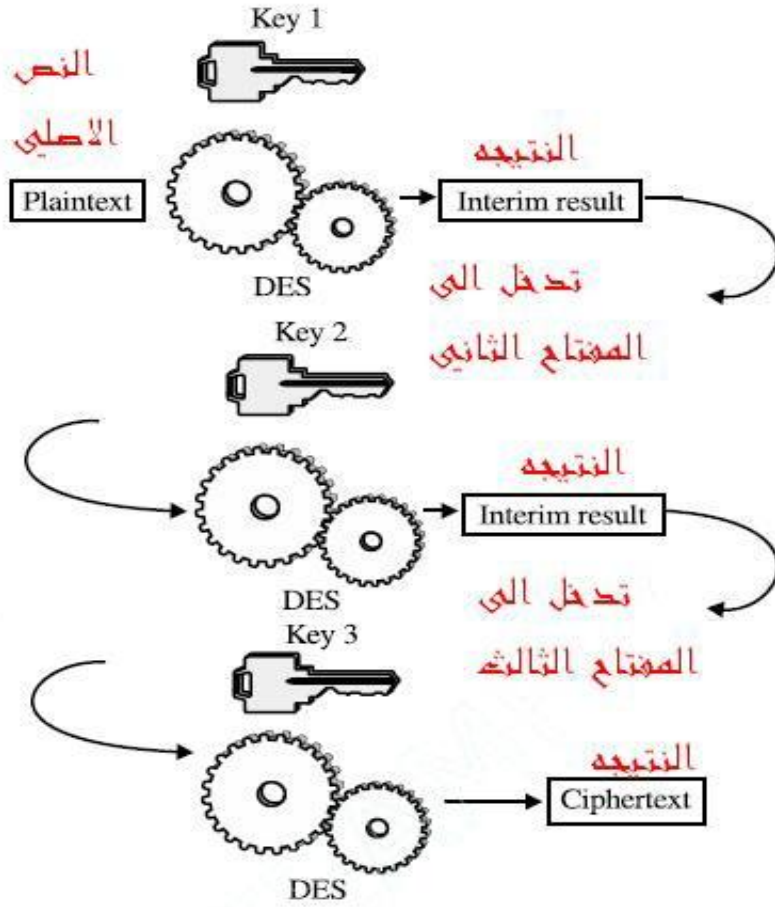 Key 1
النص
الاصلي
النتيجه
Plaintext
Interim result
DES
تدخل الى
Key 2
المفتاح الثاني
النتيجه
Interim result
DES
تدخل الى
Key 3
المفتاح الثالث
النتيجه
Ciphertext
DES